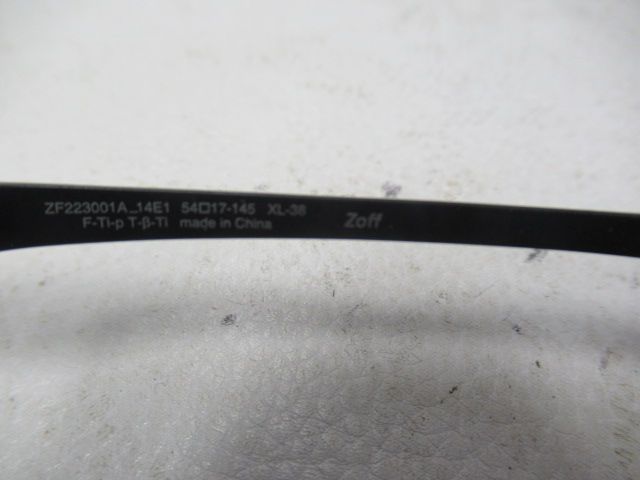 ZF223001A_14E1 54□17-145 XL-38
F-Ti-p T-β-Ti made in China
Zoff